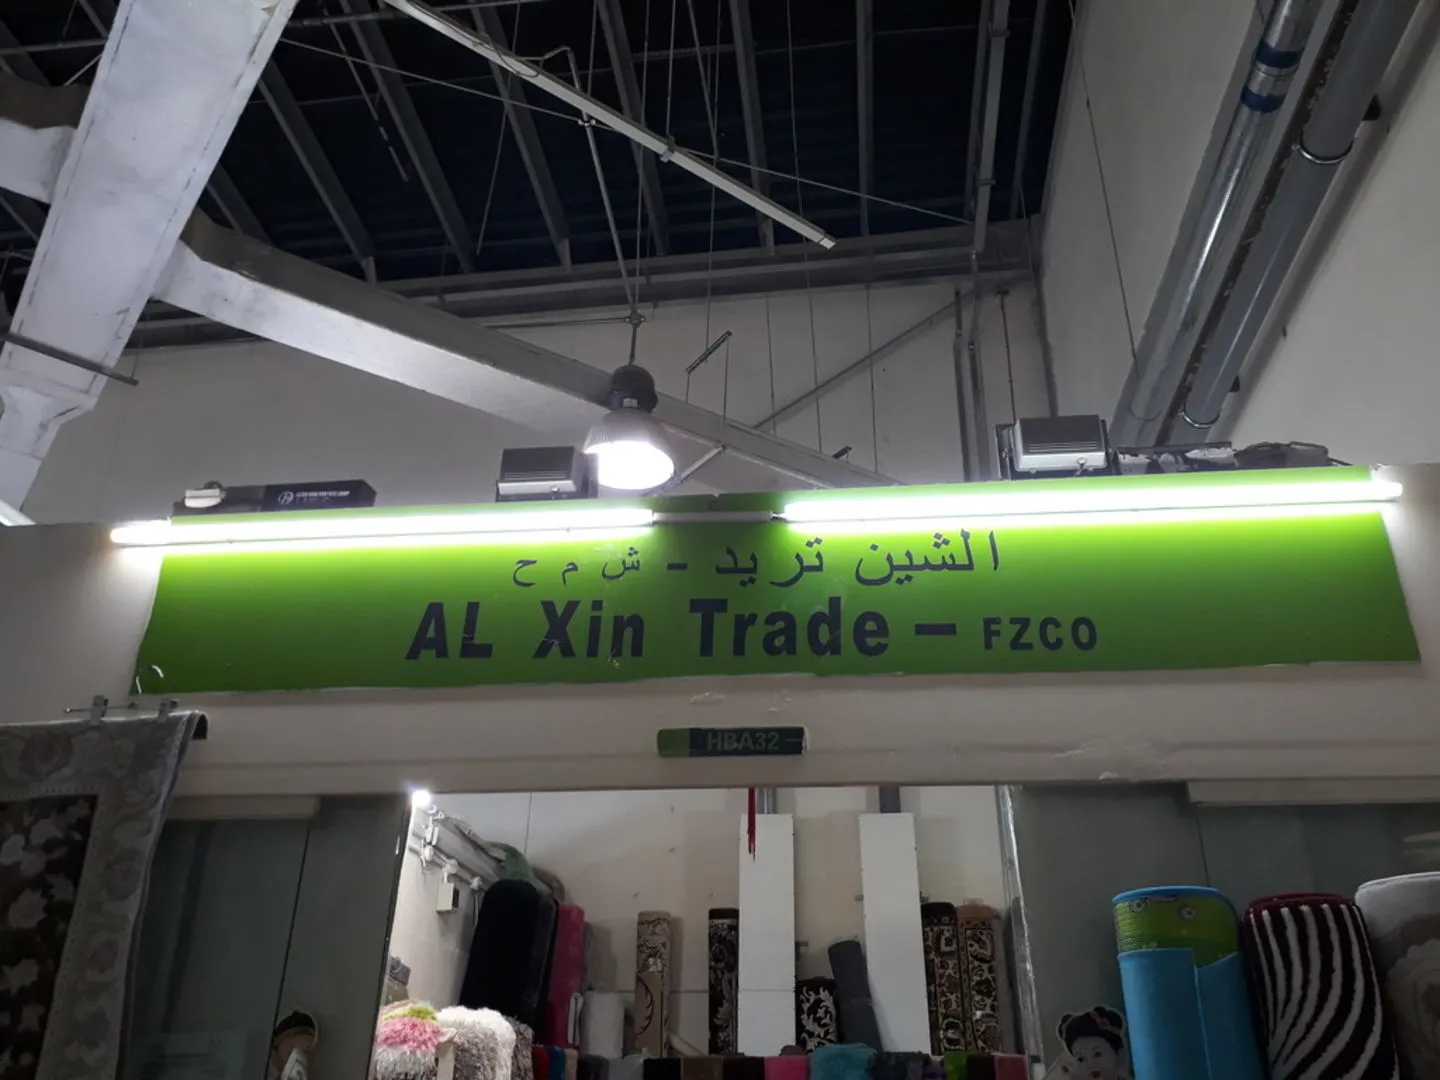 الشين تريد - ش م ح
AL Xin Trade - FZCO
HBA32